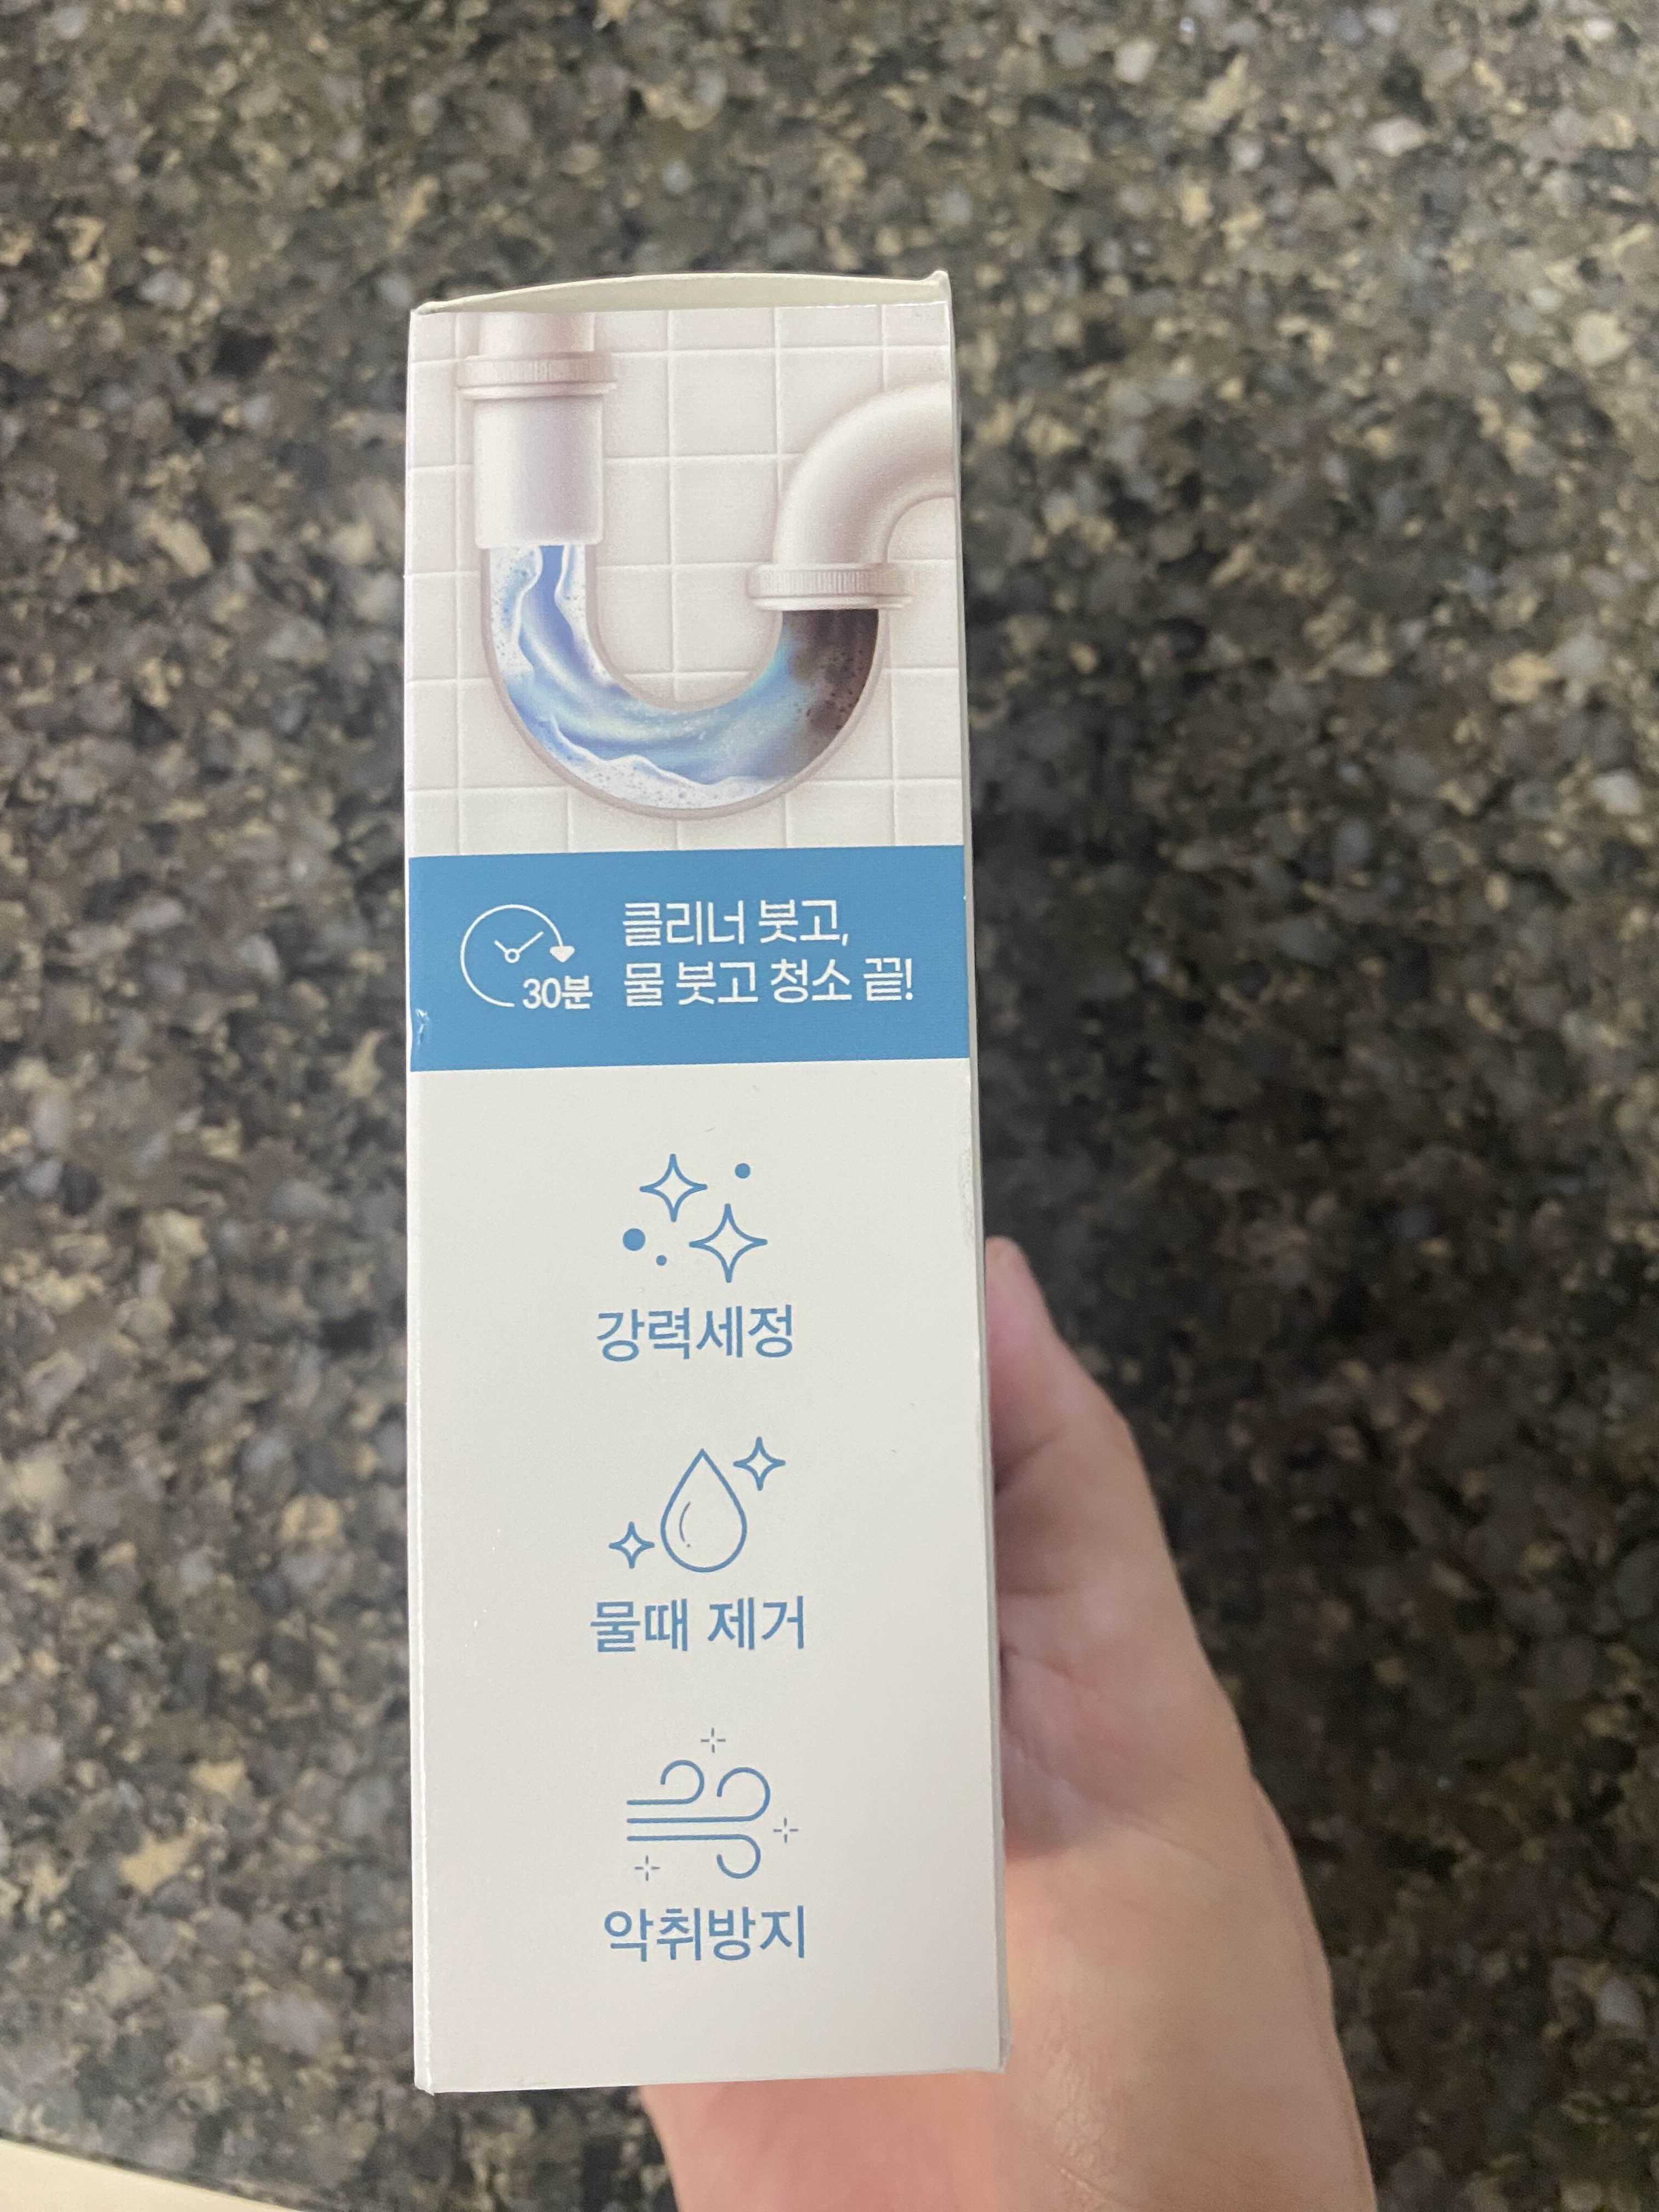 30분
클리너 붓고,
물 붓고 청소 끝!
강력세정
물때 제거
악취방지